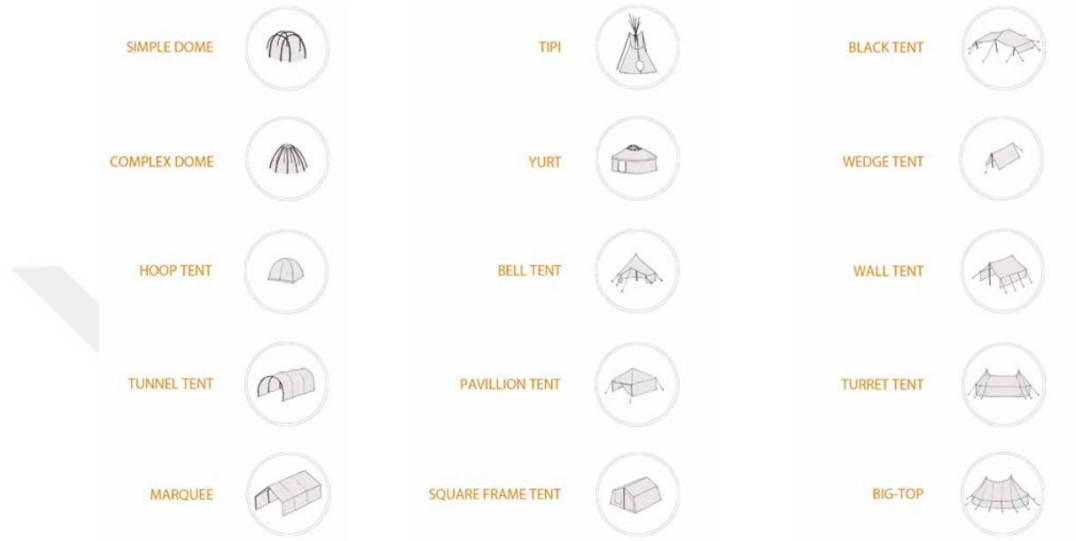 SIMPLE DOME
TIPI
BLACK TENT
COMPLEX DOME
YURT
WEDGE TENT
HOOP TENT
BELL TENT
WALL TENT
TUNNEL TENT
PAVILLION TENT
TURRET TENT
MARQUEE
SQUARE FRAME TENT
BIG-TOP